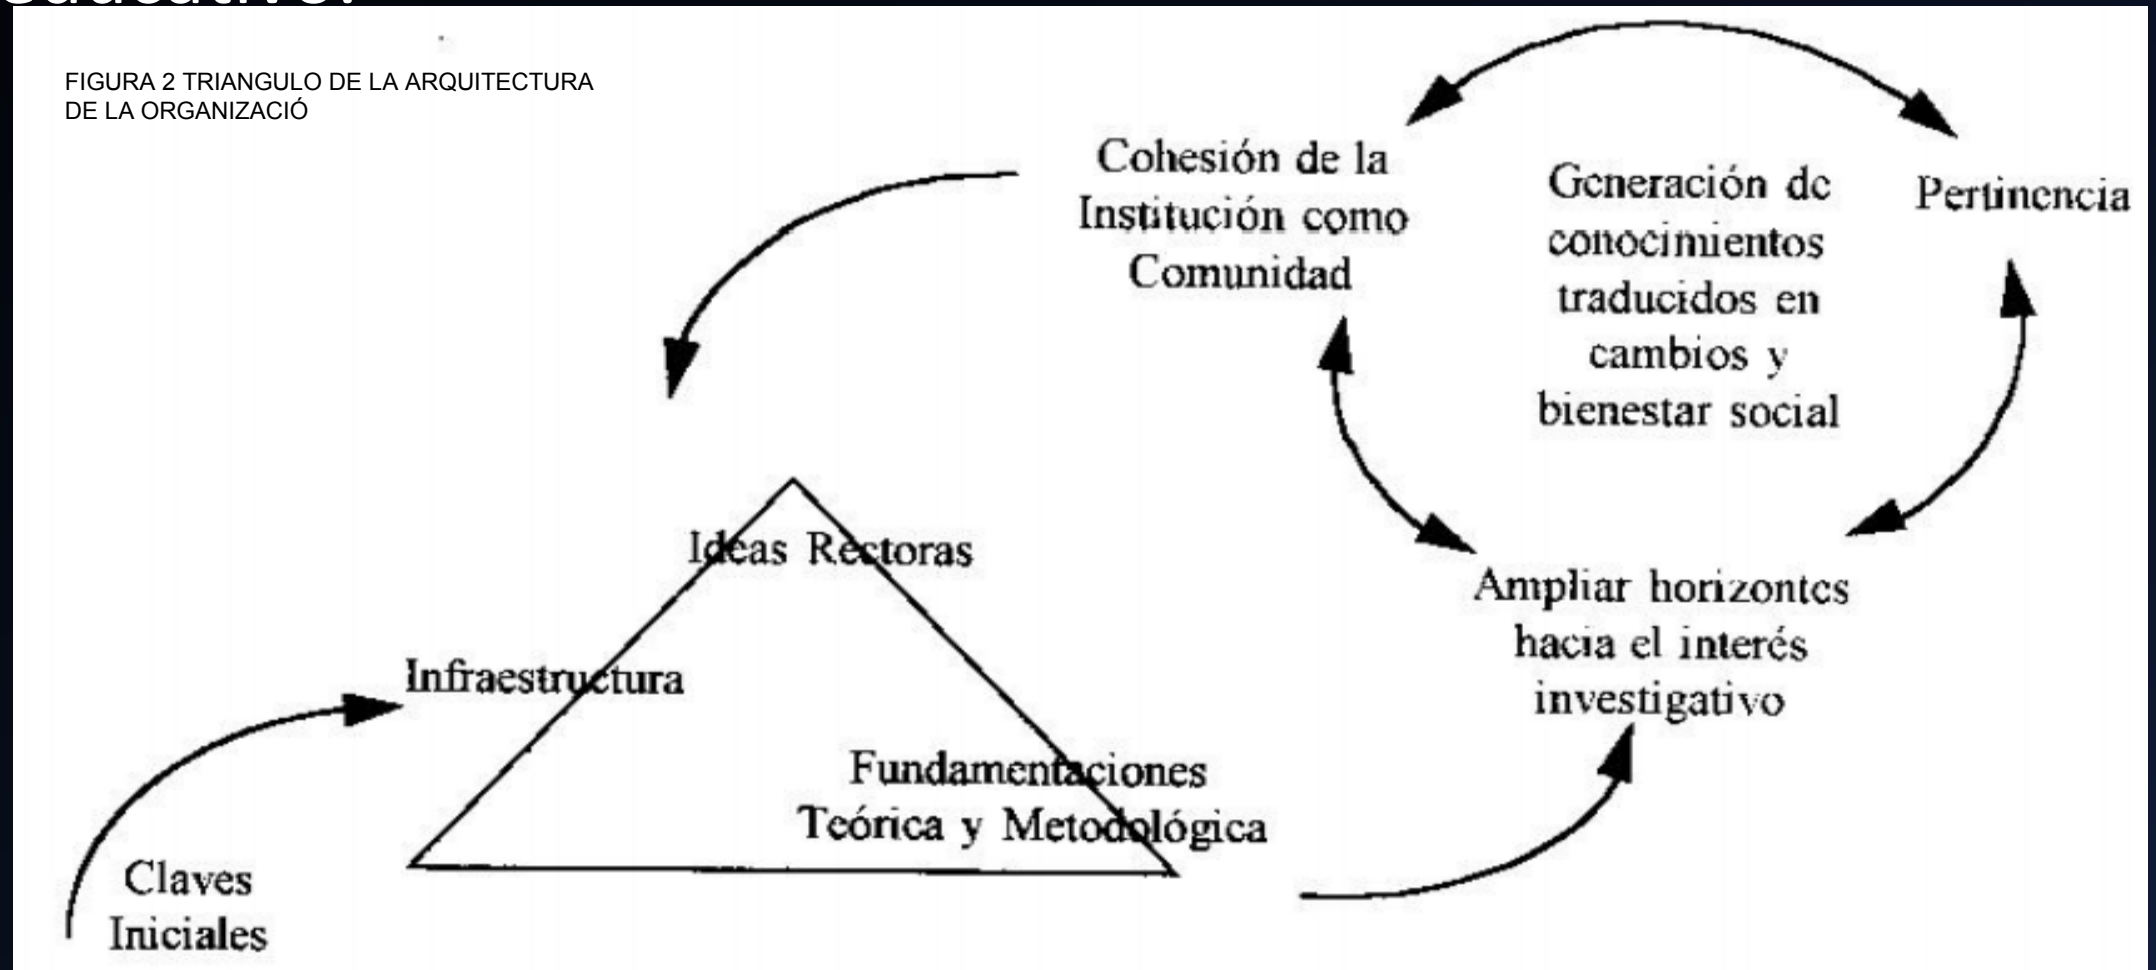 FIGURA 2 TRIANGULO DE LA ARQUITECTURA
DE LA ORGANIZACIÓ
Cohesión de la
Institución como
Comunidad
Generación de
conocimientos
traducidos en
cambios y
bienestar social
Pertinencia
Ideas Rectoras
Infraestructura
Fundamentaciones
Teórica y Metodológica
Ampliar horizontes
hacia el interés
investigativo
Claves
Iniciales